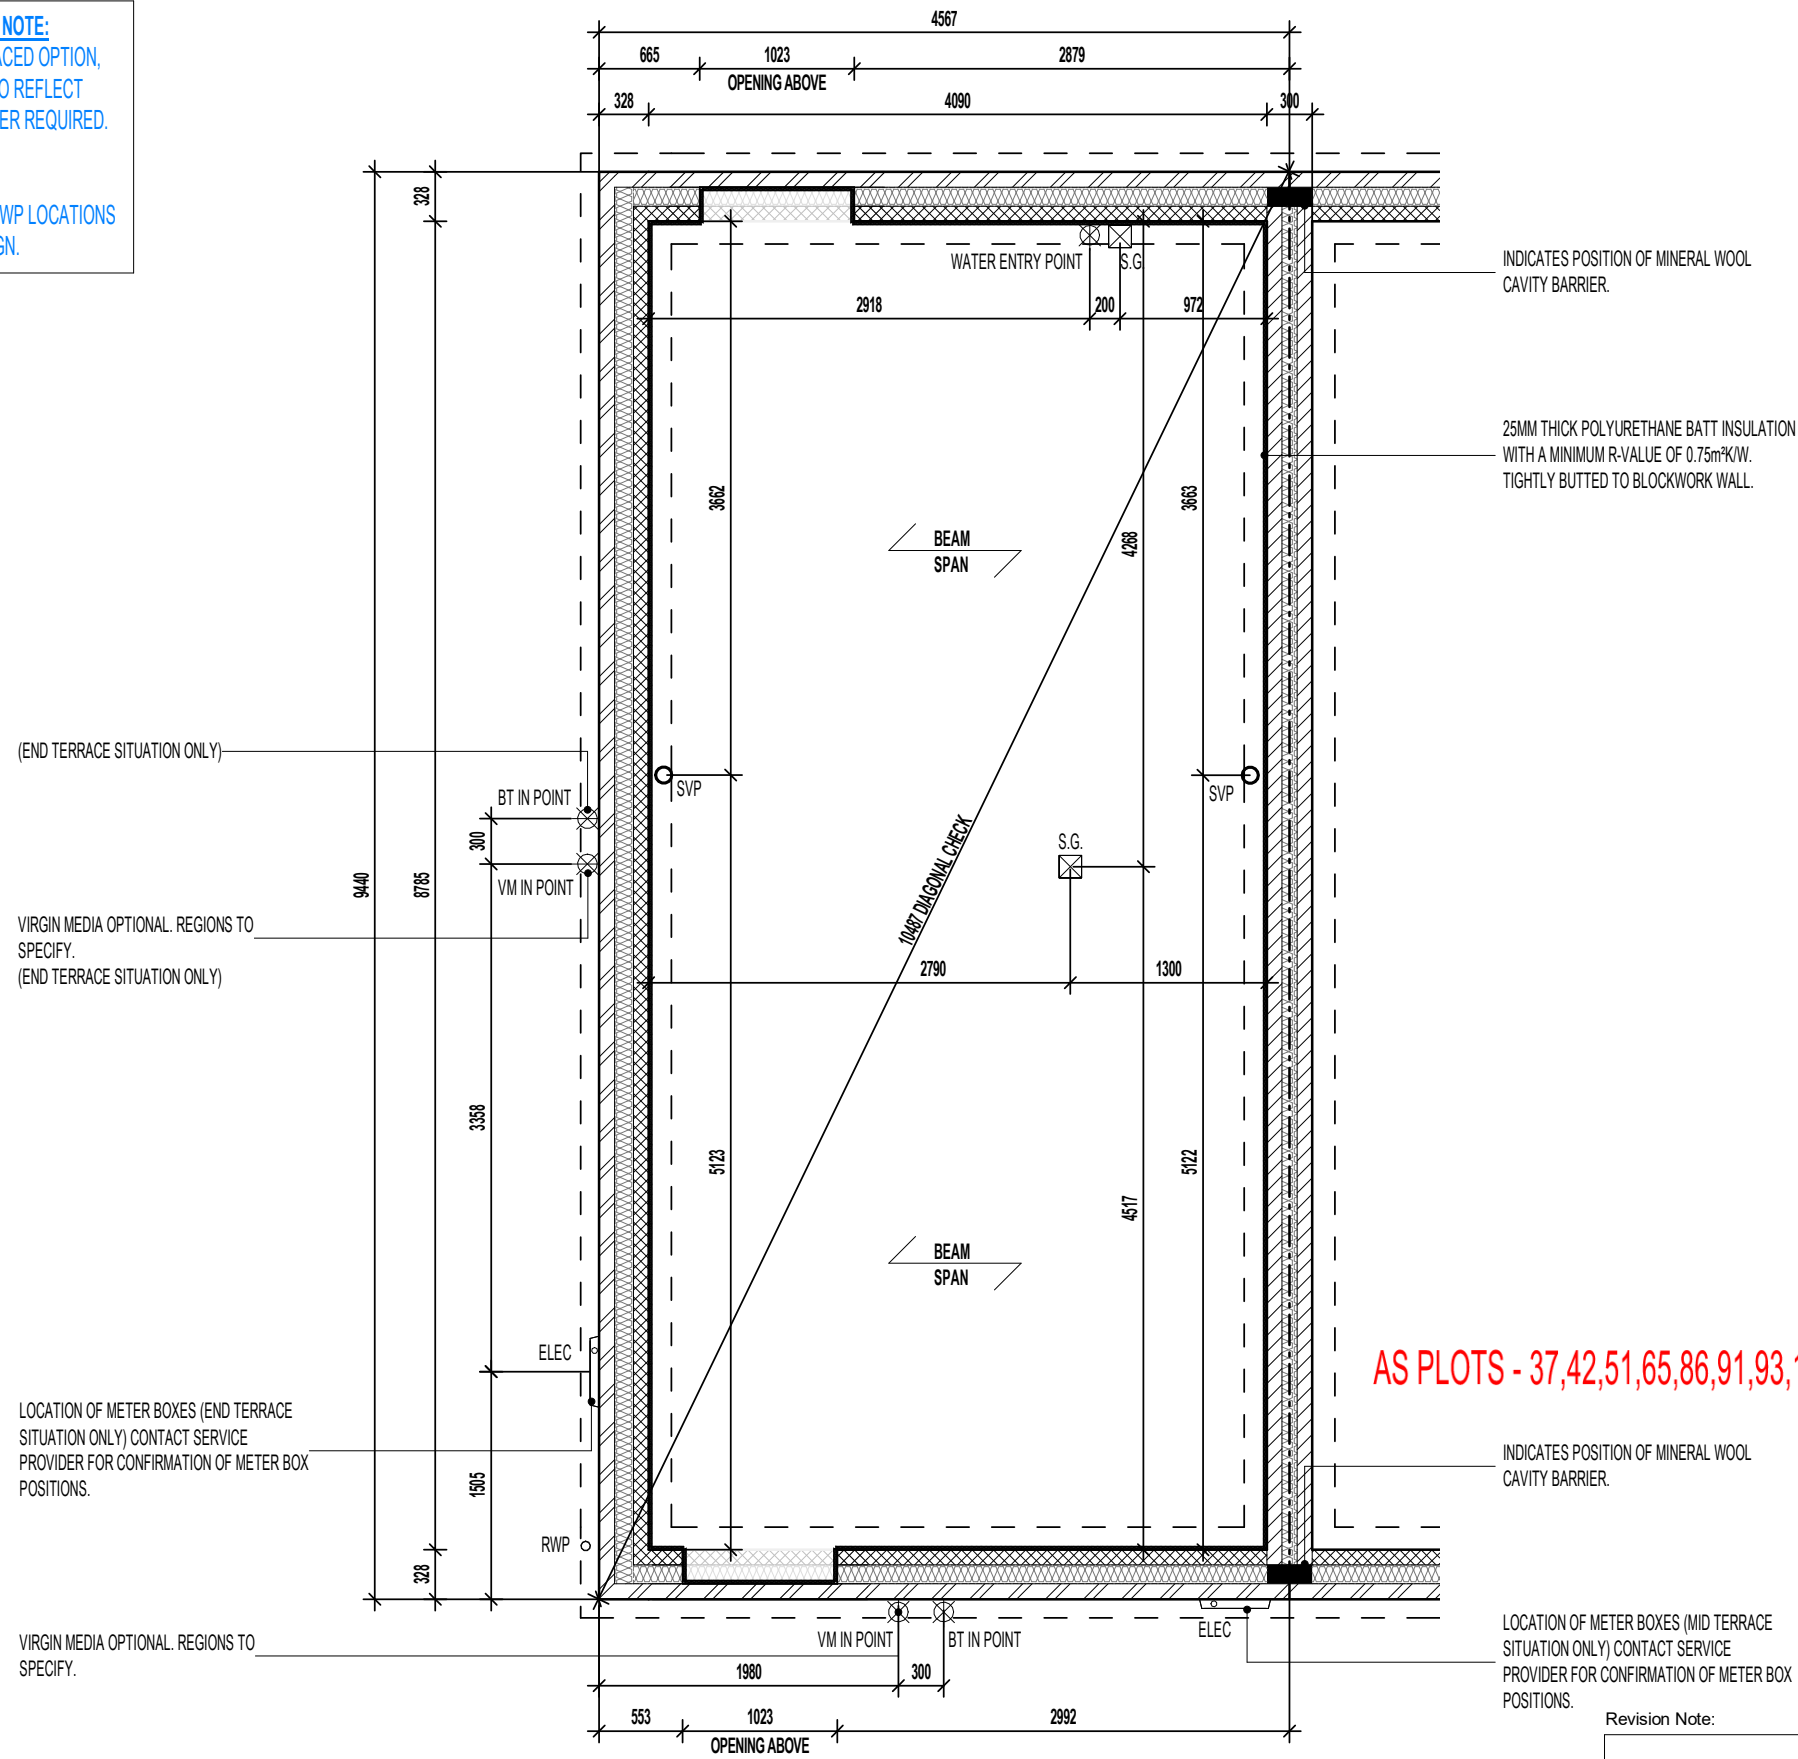 NOTE:
ACED OPTION,
O REFLECT
ER REQUIRED.
WP LOCATIONS
GN.
4567
665
1023
2879
OPENING ABOVE
328
4090
300
328
WATER ENTRY POINT
S.G.
2918
200
972
INDICATES POSITION OF MINERAL WOOL
CAVITY BARRIER.
25MM THICK POLYURETHANE BATT INSULATION
WITH A MINIMUM R-VALUE OF 0.75m²K/W.
TIGHTLY BUTTED TO BLOCKWORK WALL.
3662
3663
4268
BEAM
SPAN
(END TERRACE SITUATION ONLY)
SVP
SVP
BT IN POINT
300
VM IN POINT
S.G.
10487 DIAGONAL CHECK
9440
8785
VIRGIN MEDIA OPTIONAL. REGIONS TO
SPECIFY.
(END TERRACE SITUATION ONLY)
2790
1300
3358
5123
5122
4517
BEAM
SPAN
ELEC
AS PLOTS - 37,42,51,65,86,91,93,
LOCATION OF METER BOXES (END TERRACE
SITUATION ONLY) CONTACT SERVICE
PROVIDER FOR CONFIRMATION OF METER BOX
POSITIONS.
1505
INDICATES POSITION OF MINERAL WOOL
CAVITY BARRIER.
RWP
328
VM IN POINT
BT IN POINT
ELEC
VIRGIN MEDIA OPTIONAL. REGIONS TO
SPECIFY.
LOCATION OF METER BOXES (MID TERRACE
SITUATION ONLY) CONTACT SERVICE
PROVIDER FOR CONFIRMATION OF METER BOX
POSITIONS.
1980
300
553
1023
2992
OPENING ABOVE
Revision Note: